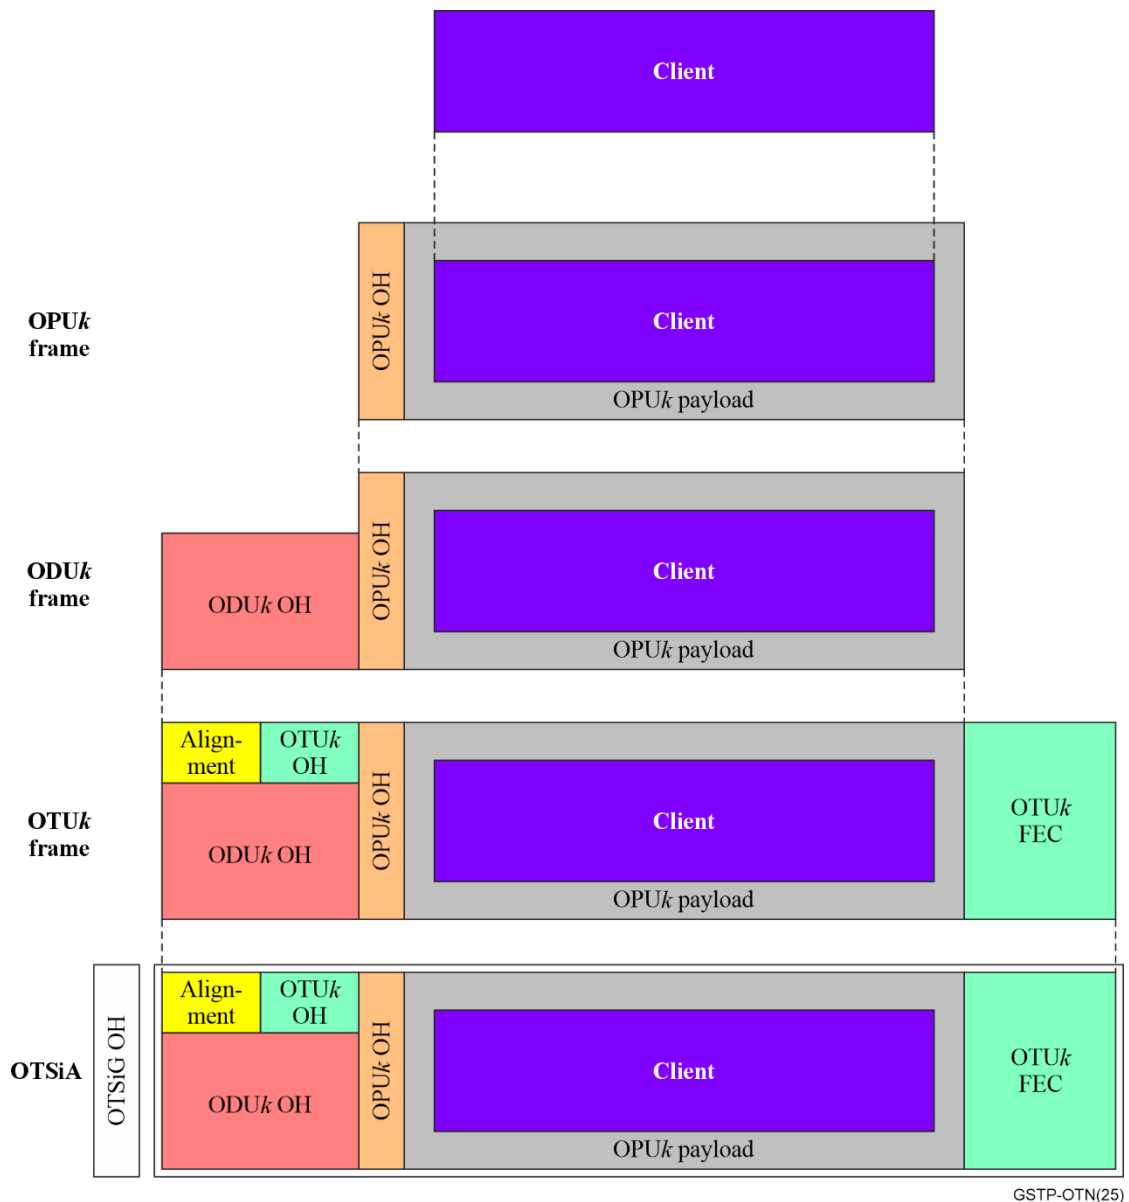 Client
OPUk
frame
OPUk OH
Client
OPUk payload
ODUk
frame
ODUk OH
OPUk OH
Client
OPUk payload
OTUk
frame
Align-
ment
OTUk
OH
ODUk OH
OPUk OH
Client
OPUk payload
OTUk
FEC
OTSiA
OTSiG OH
Align-
ment
OTUk
OH
ODUk OH
OPUk OH
Client
OPUk payload
OTUk
FEC
GSTP-OTN(25)